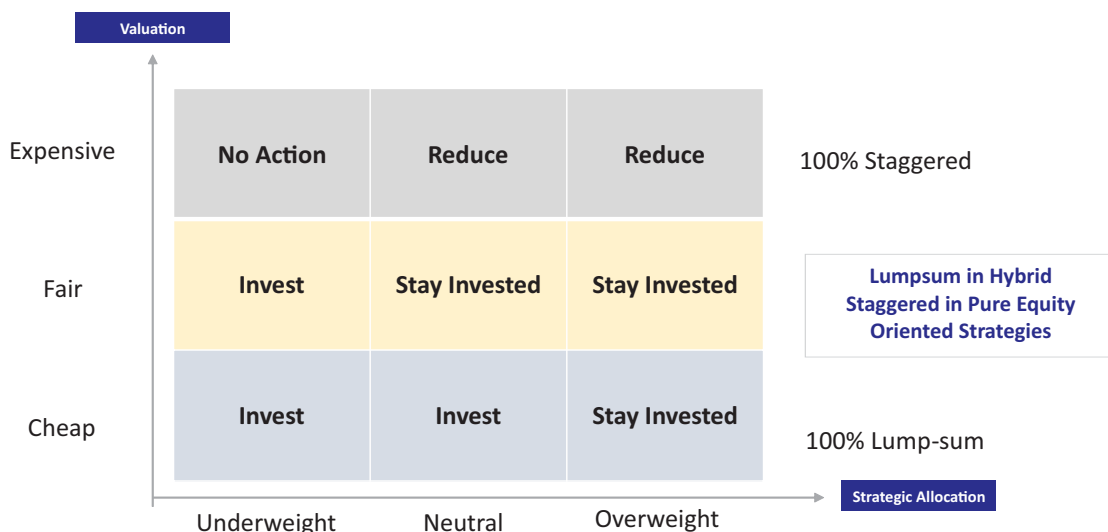 Valuation
Expensive
No Action
Reduce
Reduce
100% Staggered
Fair
Invest
Stay Invested
Stay Invested
Lumpsum in Hybrid
Staggered in Pure Equity
Oriented Strategies
Cheap
Invest
Invest
Stay Invested
100% Lump-sum
Strategic Allocation
Underweight
Neutral
Overweight